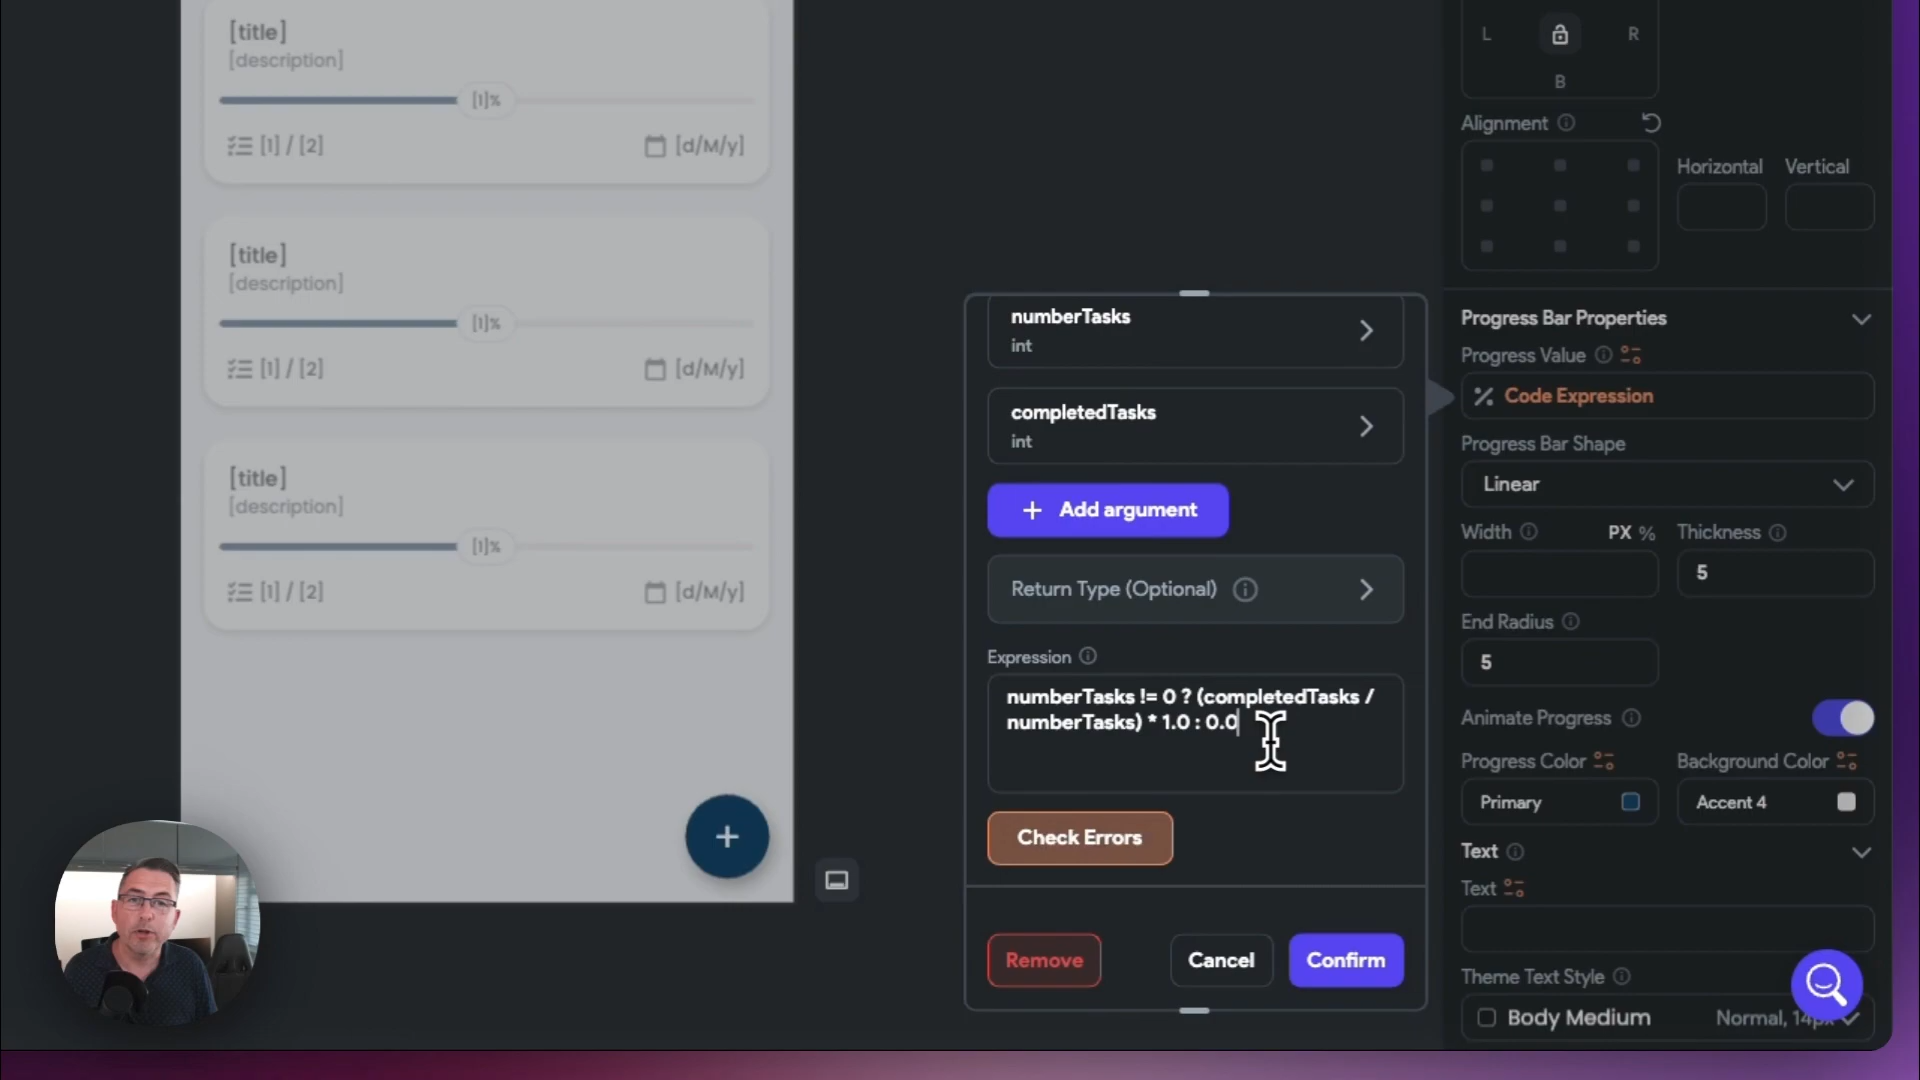 [title]
[description]
[1]%
[1] / [2]
[d/M/y]
[title]
[description]
[1]%
[1] / [2]
[d/M/y]
[title]
[description]
[1]%
[1] / [2]
[d/M/y]
+
numberTasks
int
completedTasks
int
+ Add argument
Return Type (Optional)
Expression
numberTasks != 0 ? (completedTasks /
numberTasks) * 1.0 : 0.0
Check Errors
Remove
Cancel
Confirm
L
R
B
Alignment
Horizontal
Vertical
Progress Bar Properties
Progress Value
Code Expression
Progress Bar Shape
Linear
Width
PX %
Thickness
5
End Radius
5
Animate Progress
Progress Color
Background Color
Primary
Accent 4
Text
Text
Theme Text Style
Body Medium
Normal, 14px